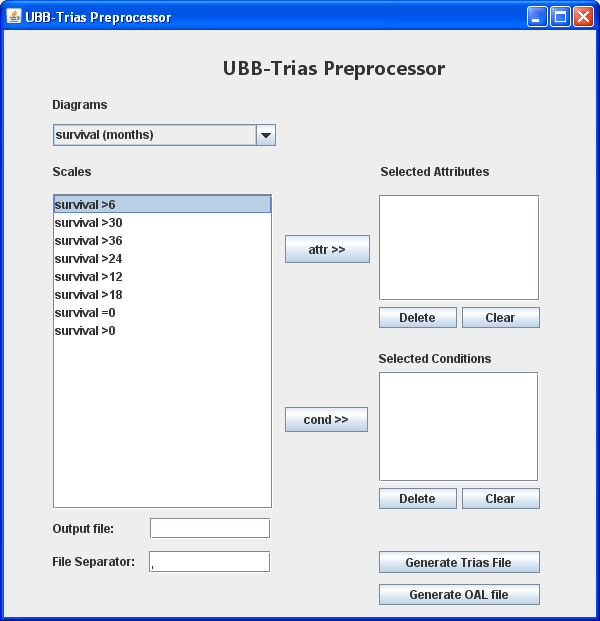 UBB-Trias Preprocessor
UBB-Trias Preprocessor
Diagrams
survival (months)
Scales
Selected Attributes
survival >6
survival >30
survival >36
survival >24
survival >12
survival >18
survival =0
survival >0
attr >>
Delete
Clear
Selected Conditions
cond >>
Delete
Clear
Output file:
File Separator:
,
Generate Trias File
Generate OAL file